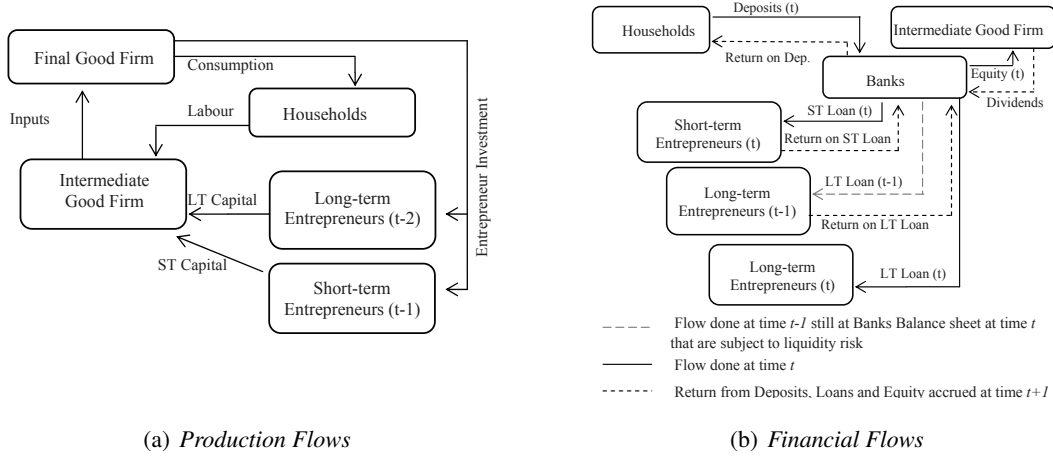 Final Good Firm
Consumption
Inputs
Labour
Households
Intermediate
Good Firm
LT Capital
Long-term
Entrepreneurs (t-2)
ST Capital
Short-term
Entrepreneurs (t-1)
Entrepreneur Investment
(a) Production Flows
Deposits (t)
Households
Intermediate Good Firm
Return on Dep.
Banks
Equity (t)
Dividends
ST Loan (t)
Short-term
Entrepreneurs (t)
Return on ST Loan
Long-term
Entrepreneurs (t-1)
LT Loan (t-1)
Return on LT Loan
Long-term
Entrepreneurs (t)
LT Loan (t)
Flow done at time t-1 still at Banks Balance sheet at time t
that are subject to liquidity risk
Flow done at time t
Return from Deposits, Loans and Equity accrued at time t+1
(b) Financial Flows